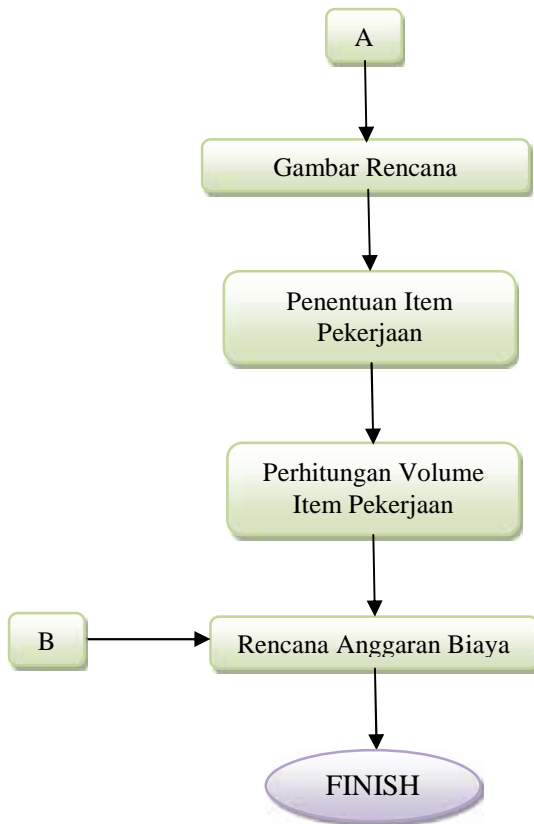 A
Gambar Rencana
Penentuan Item
Pekerjaan
Perhitungan Volume
Item Pekerjaan
B
Rencana Anggaran Biaya
FINISH